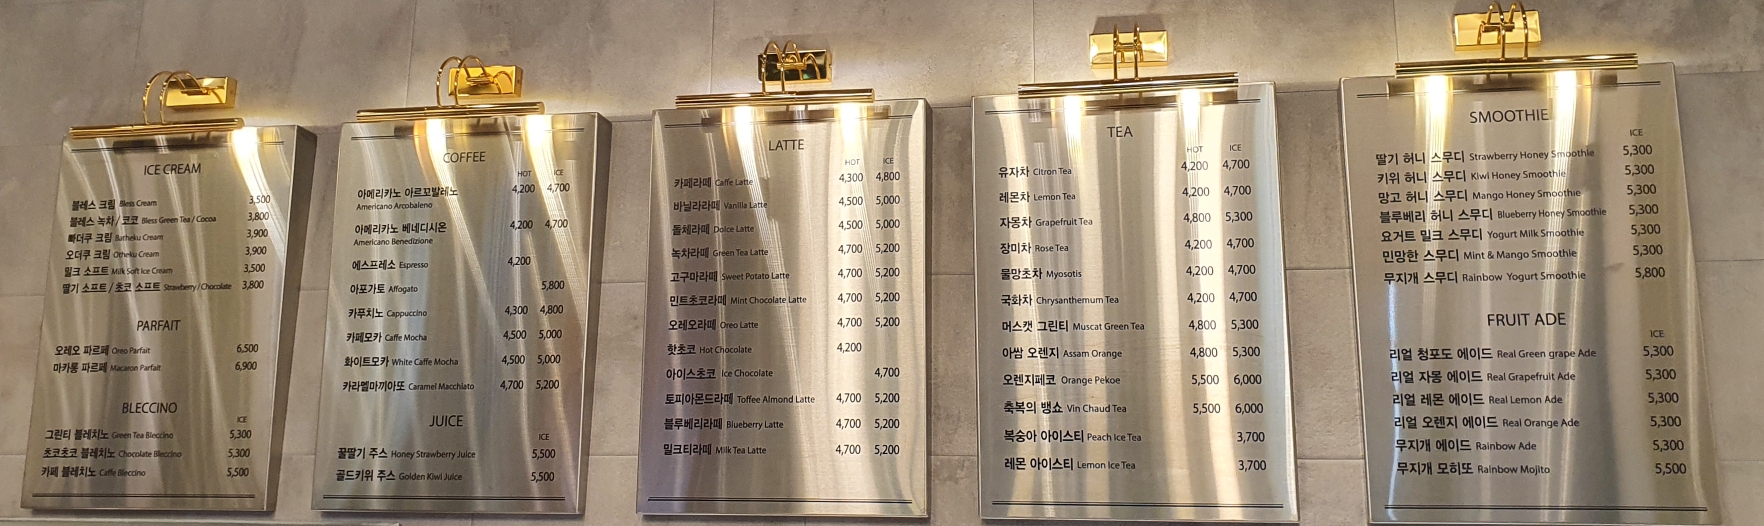 ICE CREAM
블레스 크림 Bless Cream 3,500
블레스 녹차 / 코코 Bless Green Tea / Cocoa 3,800
빠더쿠 크림 Batheku Cream 3,900
오더쿠 크림 Otheku Cream 3,900
밀크 소프트 Milk Soft Ice Cream 3,500
딸기 소프트 / 초코 소프트 Strawberry / Chocolate 3,800
PARFAIT
오레오 파르페 Oreo Parfait 6,500
마카롱 파르페 Macaron Parfait 6,900
BLECCINO
ICE
그린티 블레치노 Green Tea Bleccino 5,300
초코초코 블레치노 Chocolate Bleccino 5,300
카페 블레치노 Caffe Bleccino 5,500
COFFEE
HOT ICE
아메리카노 아르꼬발레노 4,200 4,700
Americano Arcobaleno
아메리카노 베네디시온 4,200 4,700
Americano Benedizione
에스프레소 Espresso 4,200
아포가토 Affogato 5,800
카푸치노 Cappuccino 4,300 4,800
카페모카 Caffe Mocha 4,500 5,000
화이트모카 White Caffe Mocha 4,500 5,000
카라멜마끼아또 Caramel Macchiato 4,700 5,200
JUICE
ICE
꿀딸기 주스 Honey Strawberry Juice 5,500
골드키위 주스 Golden Kiwi Juice 5,500
LATTE
HOT ICE
카페라떼 Caffe Latte 4,300 4,800
바닐라라떼 Vanilla Latte 4,500 5,000
돌체라떼 Dolce Latte 4,500 5,000
녹차라떼 Green Tea Latte 4,700 5,200
고구마라떼 Sweet Potato Latte 4,700 5,200
민트초코라떼 Mint Chocolate Latte 4,700 5,200
오레오라떼 Oreo Latte 4,700 5,200
핫초코 Hot Chocolate 4,200
아이스초코 Ice Chocolate 4,700
토피아몬드라떼 Toffee Almond Latte 4,700 5,200
블루베리라떼 Blueberry Latte 4,700 5,200
밀크티라떼 Milk Tea Latte 4,700 5,200
TEA
HOT ICE
유자차 Citron Tea 4,200 4,700
레몬차 Lemon Tea 4,200 4,700
자몽차 Grapefruit Tea 4,800 5,300
장미차 Rose Tea 4,200 4,700
물망초차 Myosotis 4,200 4,700
국화차 Chrysanthemum Tea 4,200 4,700
머스캣 그린티 Muscat Green Tea 4,800 5,300
아쌈 오렌지 Assam Orange 4,800 5,300
오렌지페코 Orange Pekoe 5,500 6,000
축복의 뱅쇼 Vin Chaud Tea 5,500 6,000
복숭아 아이스티 Peach Ice Tea 3,700
레몬 아이스티 Lemon Ice Tea 3,700
SMOOTHIE
ICE
딸기 허니 스무디 Strawberry Honey Smoothie 5,300
키위 허니 스무디 Kiwi Honey Smoothie 5,300
망고 허니 스무디 Mango Honey Smoothie 5,300
블루베리 허니 스무디 Blueberry Honey Smoothie 5,300
요거트 밀크 스무디 Yogurt Milk Smoothie 5,300
민망한 스무디 Mint & Mango Smoothie 5,300
무지개 스무디 Rainbow Yogurt Smoothie 5,800
FRUIT ADE
ICE
리얼 청포도 에이드 Real Green grape Ade 5,300
리얼 자몽 에이드 Real Grapefruit Ade 5,300
리얼 레몬 에이드 Real Lemon Ade 5,300
리얼 오렌지 에이드 Real Orange Ade 5,300
무지개 에이드 Rainbow Ade 5,300
무지개 모히또 Rainbow Mojito 5,500